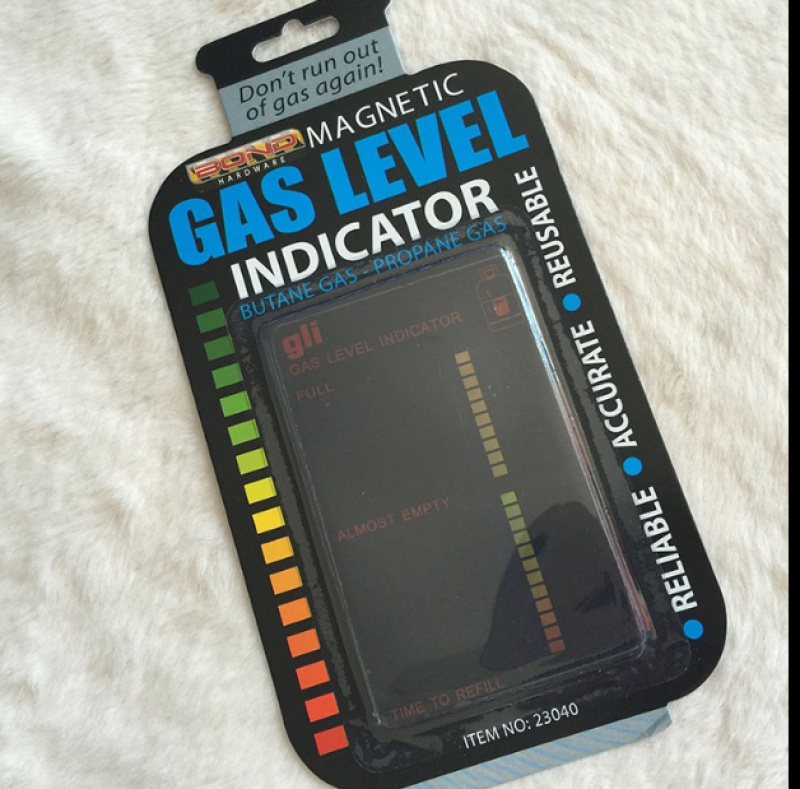 Don't run out
of gas again!
BOND
HARDWARE
MAGNETIC
GAS LEVEL
INDICATOR
BUTANE GAS - PROPANE GAS
RELIABLE • ACCURATE • REUSABLE
gli
GAS LEVEL INDICATOR
FULL
ALMOST EMPTY
TIME TO REFILL
ITEM NO: 23040